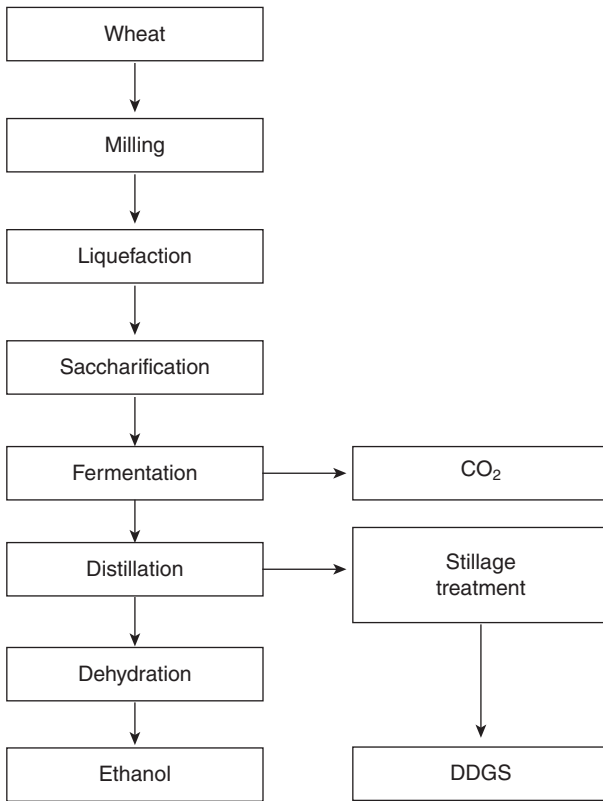 Wheat
Milling
Liquefaction
Saccharification
Fermentation
CO₂
Distillation
Stillage
treatment
Dehydration
Ethanol
DDGS